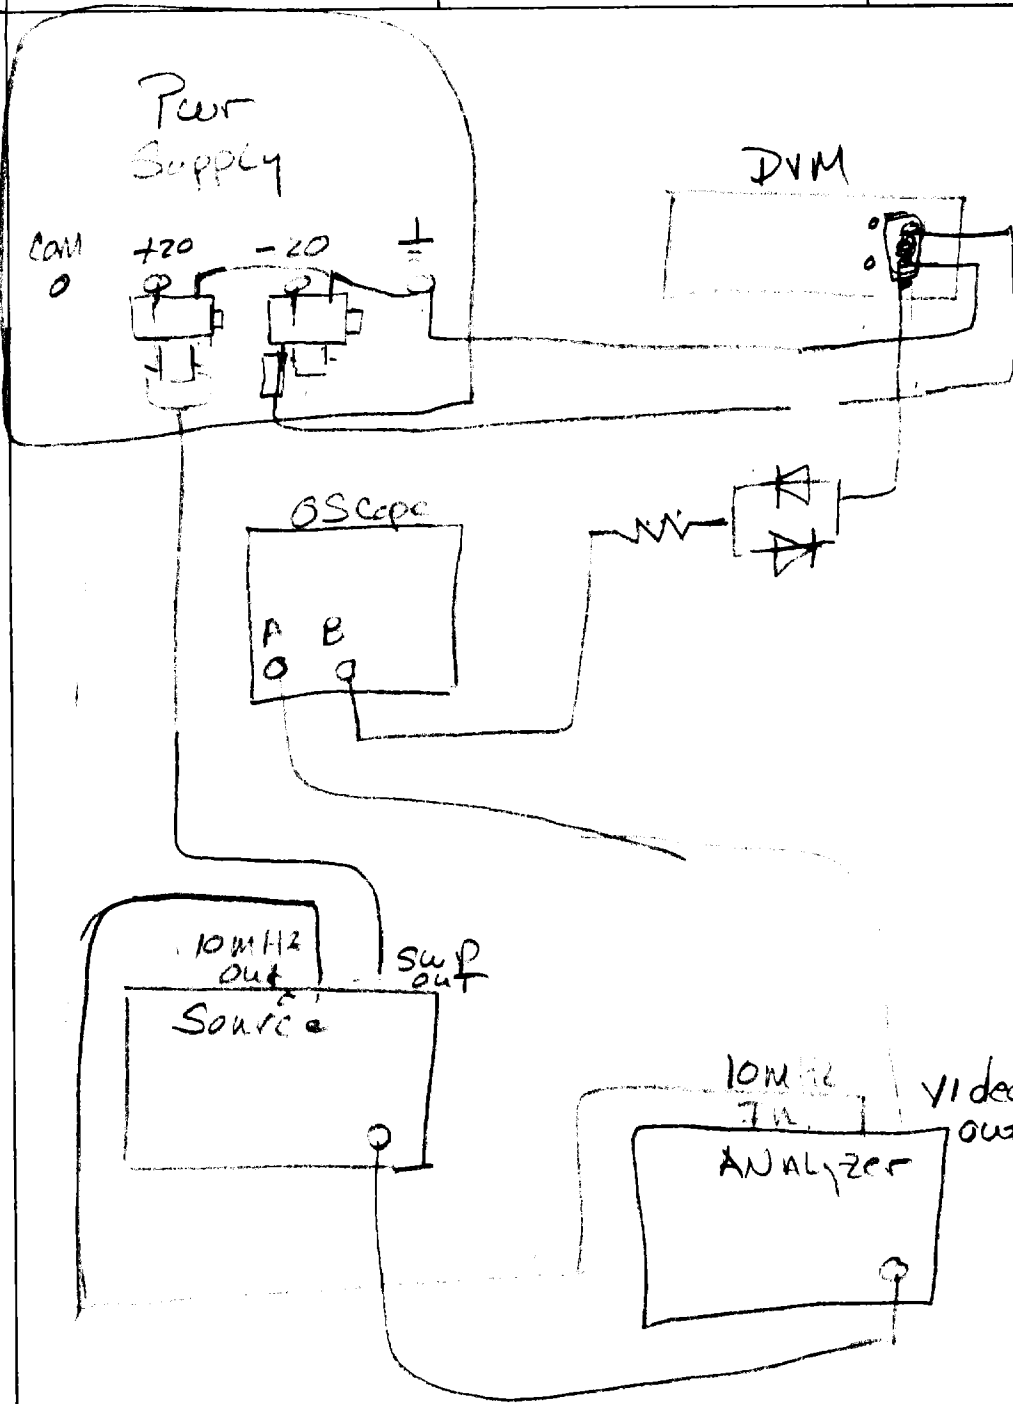 Pwr
Supply
COM +20 -20
DVM
OScope
A B
10MHz
out
SWP
out
Source
10MHz
In
Video
out
ANALyzer